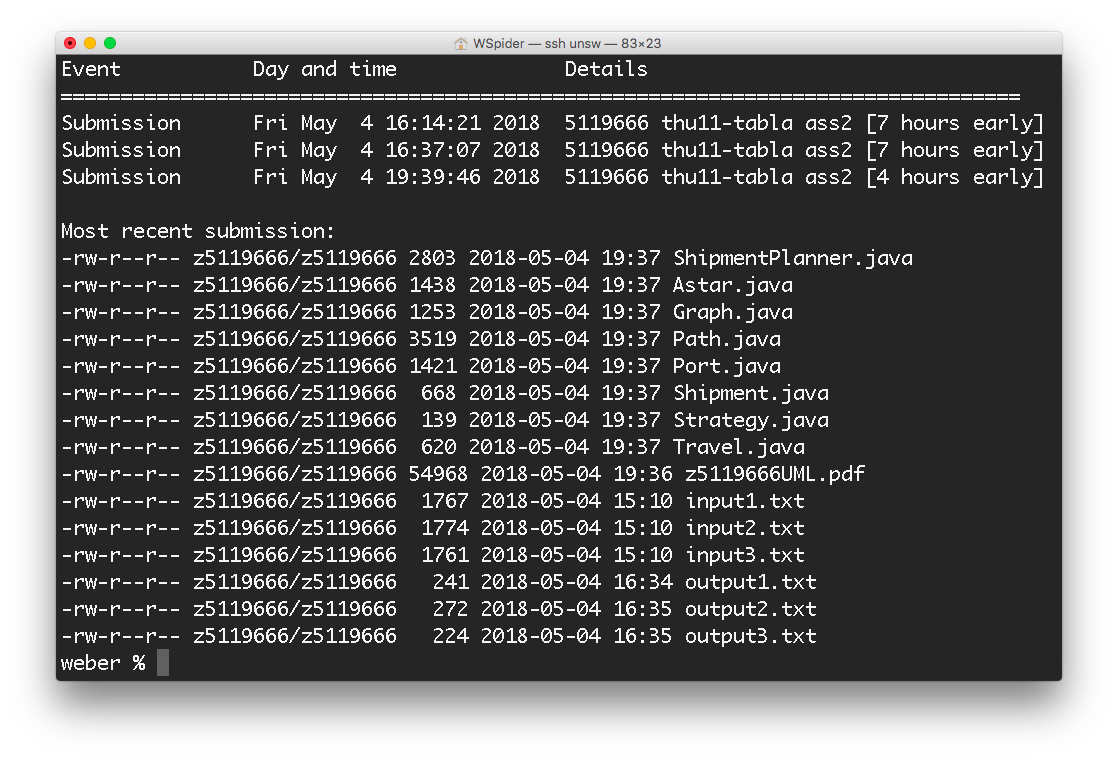 WSpider — ssh unsw — 83×23
Event           Day and time              Details
================================================================================
Submission      Fri May  4 16:14:21 2018  5119666 thu11-tabla ass2 [7 hours early]
Submission      Fri May  4 16:37:07 2018  5119666 thu11-tabla ass2 [7 hours early]
Submission      Fri May  4 19:39:46 2018  5119666 thu11-tabla ass2 [4 hours early]

Most recent submission:
-rw-r--r-- z5119666/z5119666 2803 2018-05-04 19:37 ShipmentPlanner.java
-rw-r--r-- z5119666/z5119666 1438 2018-05-04 19:37 Astar.java
-rw-r--r-- z5119666/z5119666 1253 2018-05-04 19:37 Graph.java
-rw-r--r-- z5119666/z5119666 3519 2018-05-04 19:37 Path.java
-rw-r--r-- z5119666/z5119666 1421 2018-05-04 19:37 Port.java
-rw-r--r-- z5119666/z5119666  668 2018-05-04 19:37 Shipment.java
-rw-r--r-- z5119666/z5119666  139 2018-05-04 19:37 Strategy.java
-rw-r--r-- z5119666/z5119666  620 2018-05-04 19:37 Travel.java
-rw-r--r-- z5119666/z5119666 54968 2018-05-04 19:36 z5119666UML.pdf
-rw-r--r-- z5119666/z5119666  1767 2018-05-04 15:10 input1.txt
-rw-r--r-- z5119666/z5119666  1774 2018-05-04 15:10 input2.txt
-rw-r--r-- z5119666/z5119666  1761 2018-05-04 15:10 input3.txt
-rw-r--r-- z5119666/z5119666   241 2018-05-04 16:34 output1.txt
-rw-r--r-- z5119666/z5119666   272 2018-05-04 16:35 output2.txt
-rw-r--r-- z5119666/z5119666   224 2018-05-04 16:35 output3.txt
weber %